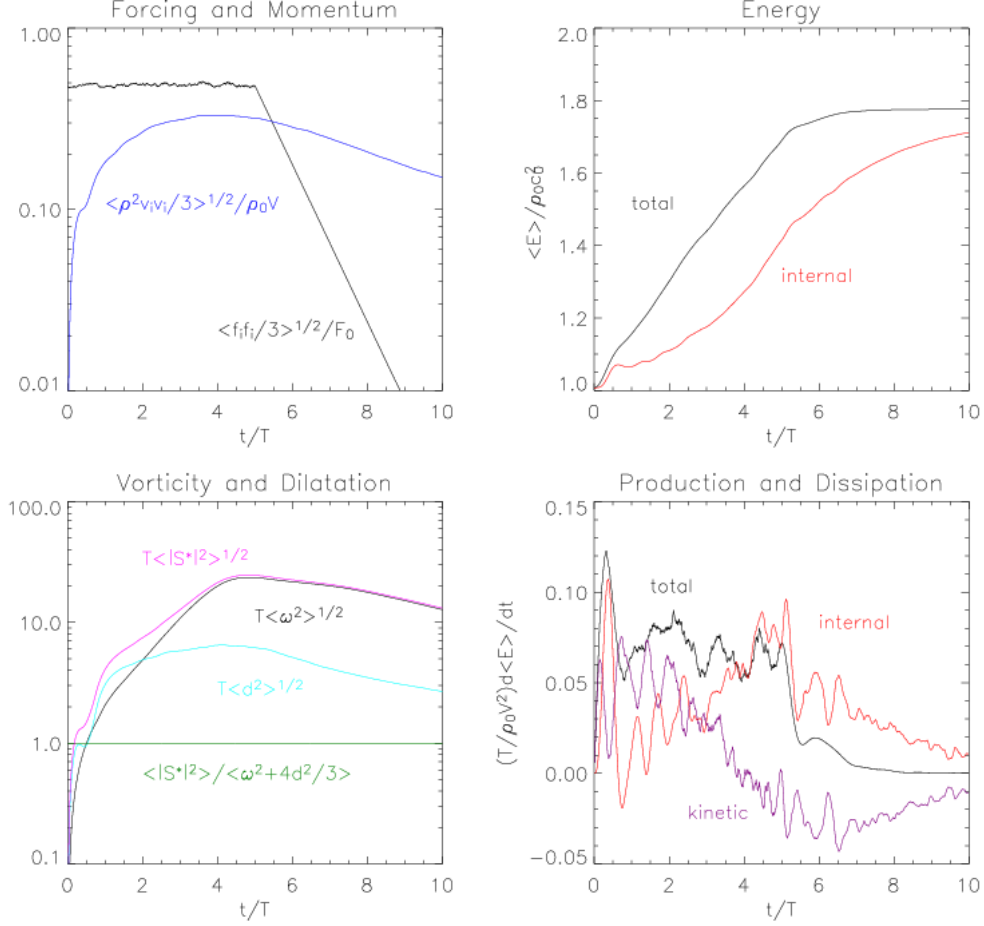 Forcing and Momentum
1.00
0.10
0.01
<ρ²vᵢvᵢ/3>¹/²/ρ₀V
<fᵢfᵢ/3>¹/²/F₀
0 2 4 6 8 10
t/T
Energy
2.0
1.8
1.6
1.4
1.2
1.0
<E>/ρ₀c₀²
total
internal
0 2 4 6 8 10
t/T
Vorticity and Dilatation
100.0
10.0
1.0
0.1
T<|S*|²>¹/²
T<ω²>¹/²
T<d²>¹/²
<|S*|²>/<ω²+4d²/3>
0 2 4 6 8 10
t/T
Production and Dissipation
0.15
0.10
0.05
0.00
−0.05
(T/ρ₀V²)d<E>/dt
total
internal
kinetic
0 2 4 6 8 10
t/T